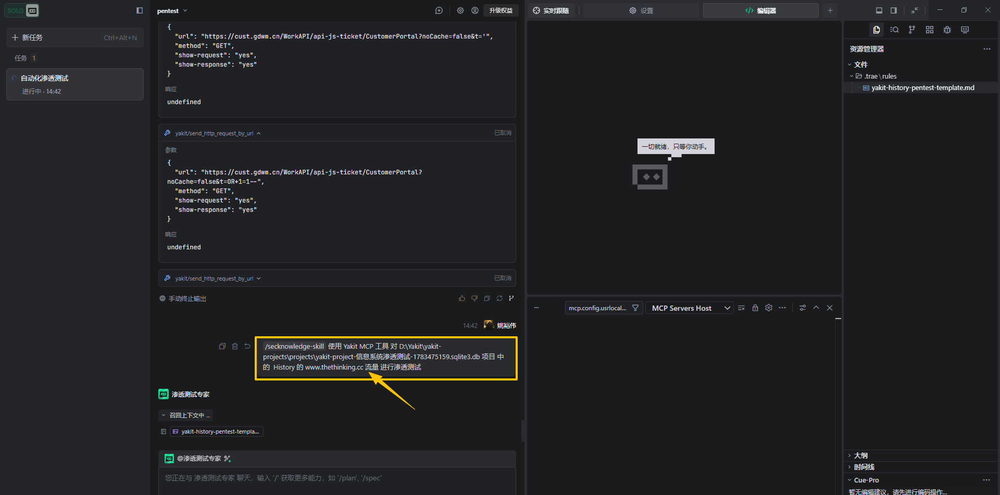 SOLO
新任务
Ctrl+Alt+N
任务 1
自动化渗透测试
进行中 · 14:42
pentest
升级权益
{
"url": "https://cust.gdwm.cn/WorkAPI/api-js-ticket/CustomerPortal?noCache=false&t='",
"method": "GET",
"show-request": "yes",
"show-response": "yes"
}
响应
undefined
yakit/send_http_request_by_url
已取消
参数
{
"url": "https://cust.gdwm.cn/WorkAPI/api-js-ticket/CustomerPortal?
noCache=false&t=OR+1=1--",
"method": "GET",
"show-request": "yes",
"show-response": "yes"
}
响应
undefined
yakit/send_http_request_by_url
已取消
手动终止输出
14:42
姚裕伟
/secknowledge-skill 使用 Yakit MCP 工具 对 D:\Yakit\yakit-
projects\projects\yakit-project-信息系统渗透测试-1783475159.sqlite3.db 项目 中
的 History 的 www.thethinking.cc 流量 进行渗透测试
渗透测试专家
召回上下文中 ...
yakit-history-pentest-templa...
@渗透测试专家
您正在与 渗透测试专家 聊天，输入 '/' 获取更多能力，如 '/plan', '/spec'
实时跟随
设置
编辑器
一切就绪，只等你动手。
mcp.config.usrlocal...
MCP Servers Host
资源管理器
文件
.trae\rules
yakit-history-pentest-template.md
大纲
时间线
Cue-Pro
暂无编辑建议，请先进行编码操作...